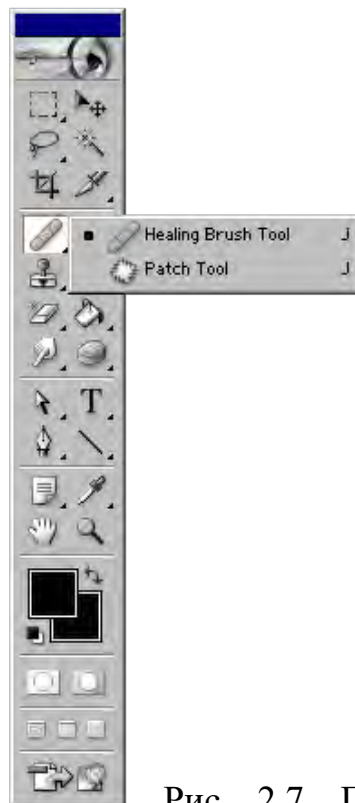 Healing Brush Tool J
Patch Tool J
T
Рис. 2.7. П